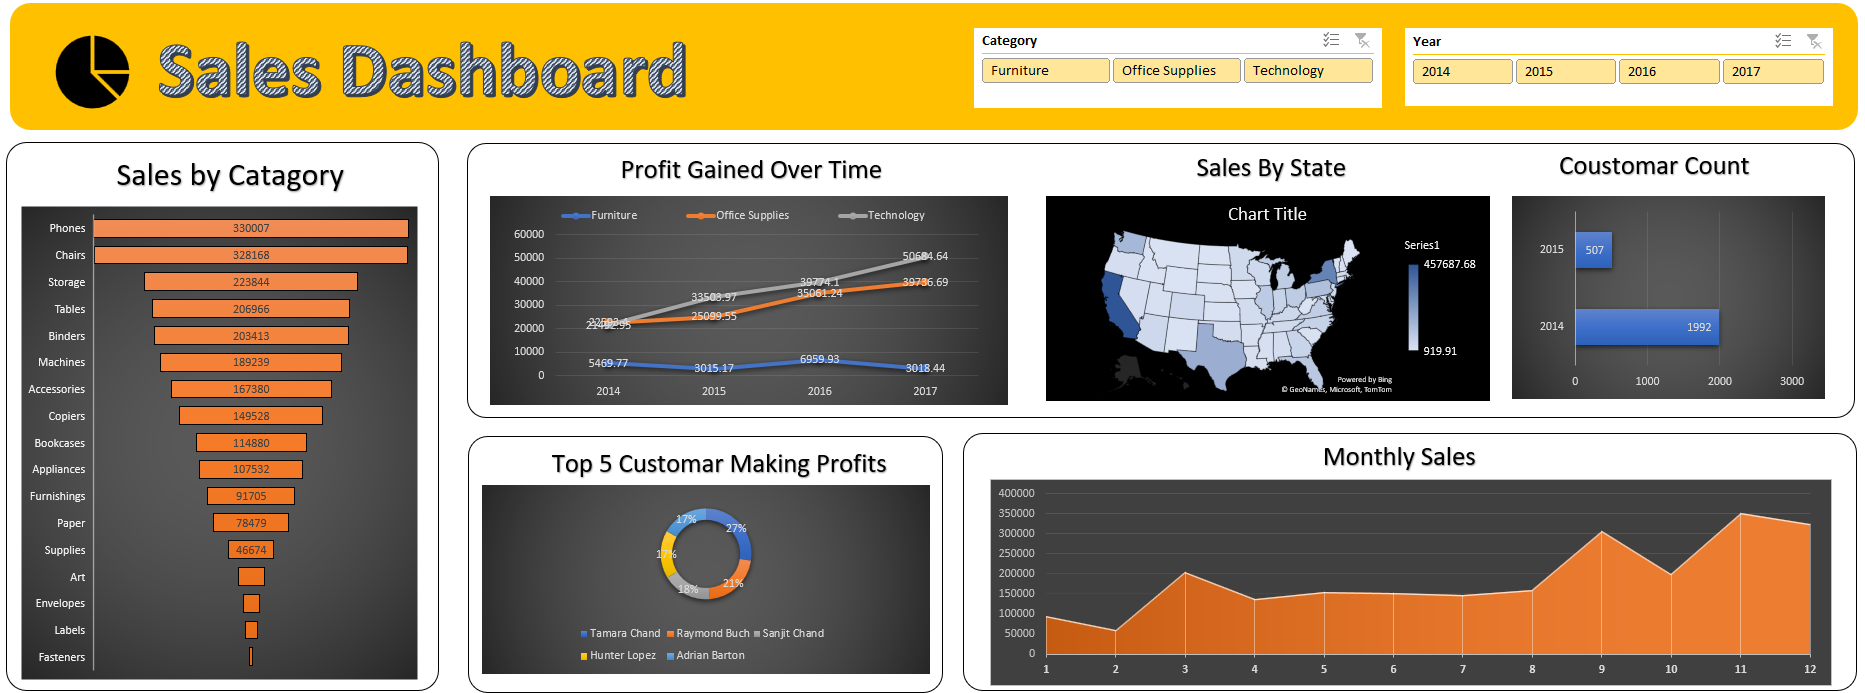 Sales Dashboard
Category
Furniture
Office Supplies
Technology
Year
2014
2015
2016
2017
Sales by Catagory
Phones 330007
Chairs 328168
Storage 223844
Tables 206966
Binders 203413
Machines 189239
Accessories 167380
Copiers 149528
Bookcases 114880
Appliances 107532
Furnishings 91705
Paper 78479
Supplies 46674
Art
Envelopes
Labels
Fasteners
Profit Gained Over Time
Furniture Office Supplies Technology
60000
50000
40000
30000
20000
10000
0
50684.64
39774.1
39736.69
35061.24
33503.97
25099.55
5469.77
3015.17
6959.93
3018.44
2014 2015 2016 2017
Sales By State
Chart Title
Series1
457687.68
919.91
Powered by Bing
© GeoNames, Microsoft, TomTom
Coustomar Count
2015 507
2014 1992
0 1000 2000 3000
Top 5 Customar Making Profits
17%
27%
17%
18%
21%
Tamara Chand Raymond Buch Sanjit Chand
Hunter Lopez Adrian Barton
Monthly Sales
400000
350000
300000
250000
200000
150000
100000
50000
0
1 2 3 4 5 6 7 8 9 10 11 12